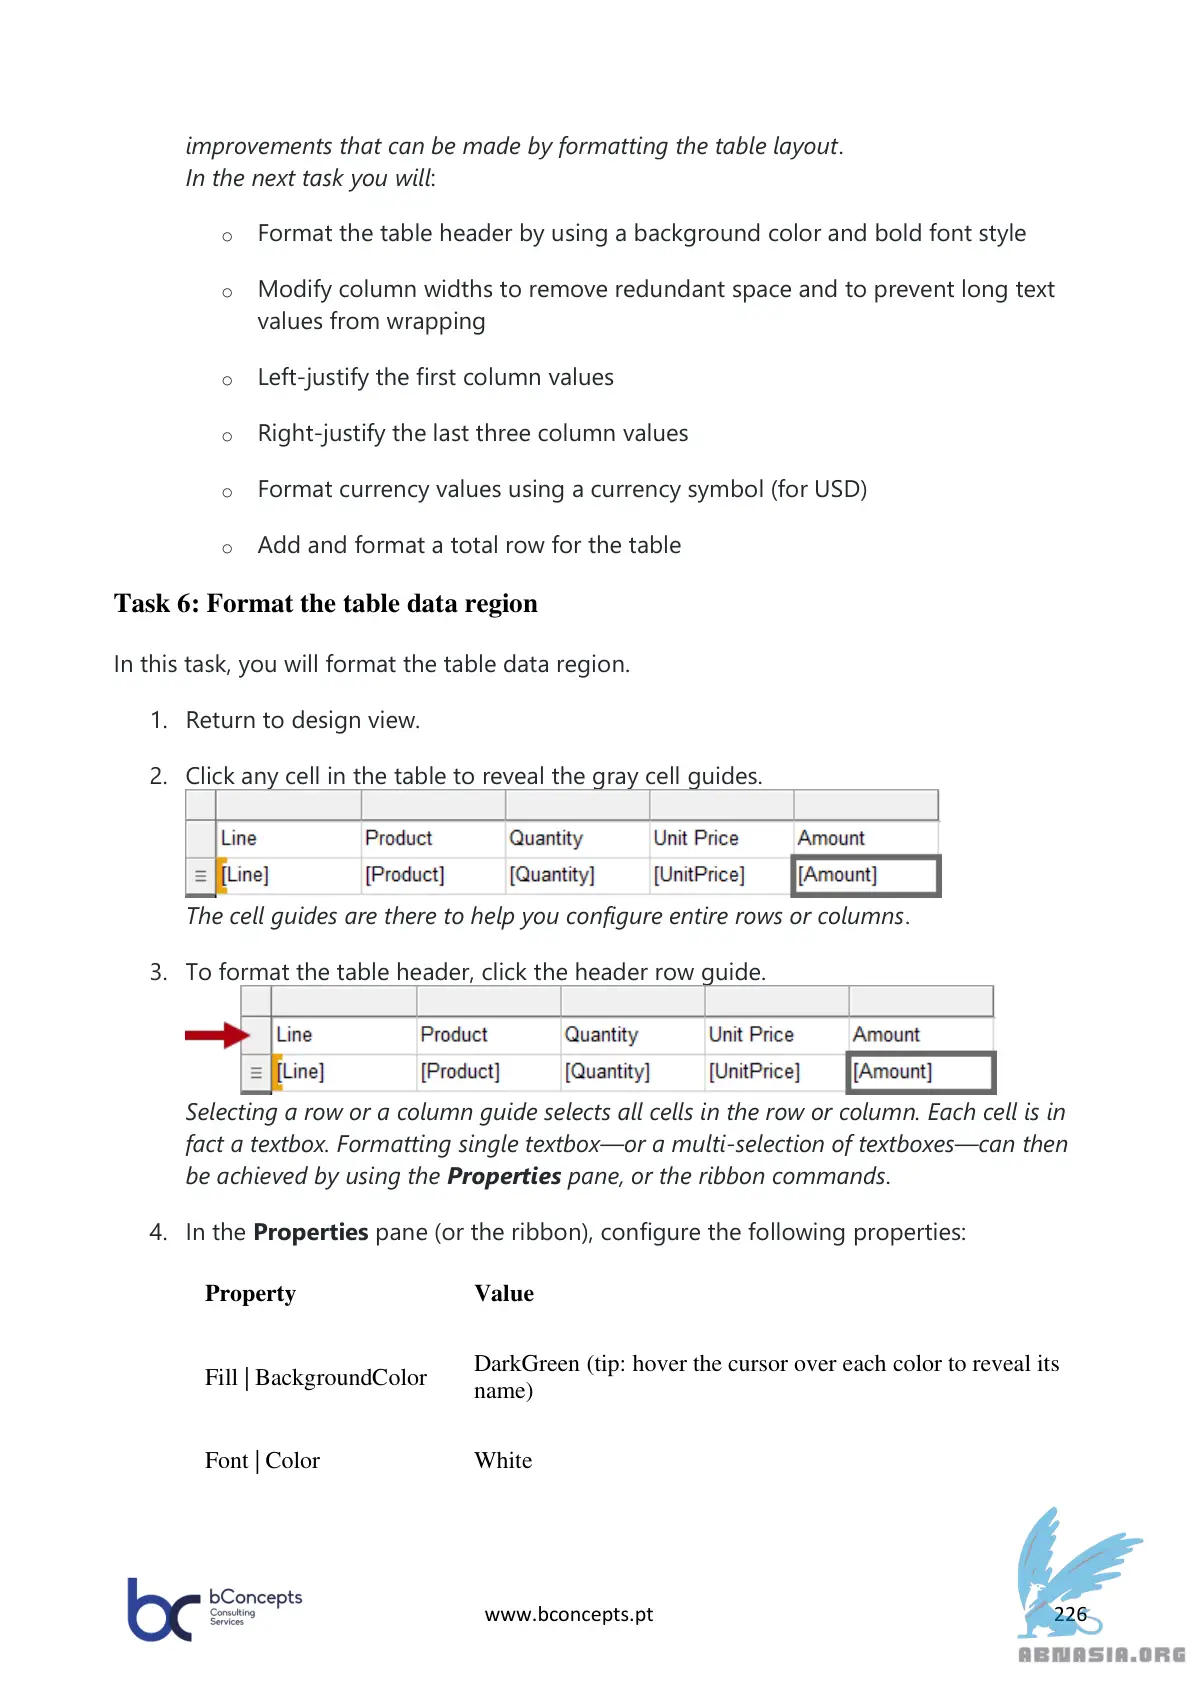 improvements that can be made by formatting the table layout.
In the next task you will:
o Format the table header by using a background color and bold font style
o Modify column widths to remove redundant space and to prevent long text
values from wrapping
o Left-justify the first column values
o Right-justify the last three column values
o Format currency values using a currency symbol (for USD)
o Add and format a total row for the table
Task 6: Format the table data region
In this task, you will format the table data region.
1. Return to design view.
2. Click any cell in the table to reveal the gray cell guides.
Line Product Quantity Unit Price Amount
[Line] [Product] [Quantity] [UnitPrice] [Amount]
The cell guides are there to help you configure entire rows or columns.
3. To format the table header, click the header row guide.
Line Product Quantity Unit Price Amount
[Line] [Product] [Quantity] [UnitPrice] [Amount]
Selecting a row or a column guide selects all cells in the row or column. Each cell is in
fact a textbox. Formatting single textbox—or a multi-selection of textboxes—can then
be achieved by using the Properties pane, or the ribbon commands.
4. In the Properties pane (or the ribbon), configure the following properties:
Property Value
Fill | BackgroundColor DarkGreen (tip: hover the cursor over each color to reveal its
name)
Font | Color White
bc bConcepts
Consulting
Services
www.bconcepts.pt
226
ABNASIA.ORG